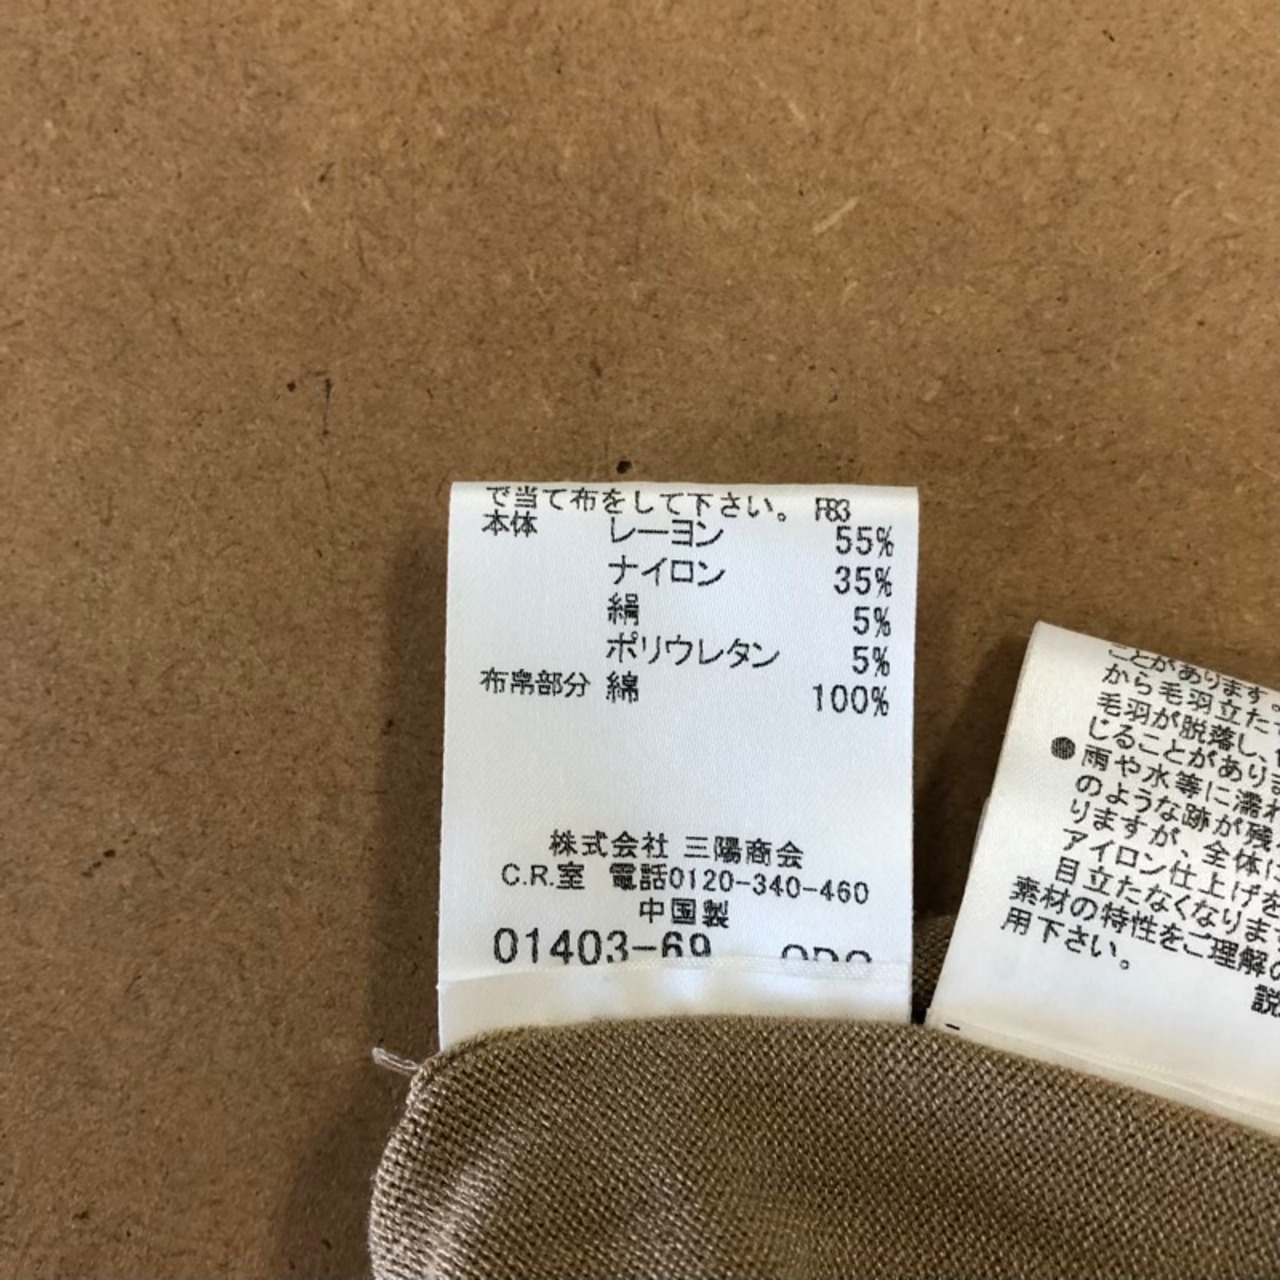 で当て布をして下さい。 F83
本体 レーヨン 55%
ナイロン 35%
絹 5%
ポリウレタン 5%
布帛部分 綿 100%
株式会社 三陽商会
C.R.室 電話0120-340-460
中国製
01403-69
ことがあります。
から毛羽立た
毛羽が脱落し、
じることがありま
●雨や水等に濡れ
のような跡が残
りますが、全体に
アイロン仕上げを
目立たなくなりま
素材の特性をご理解の
用下さい。
説